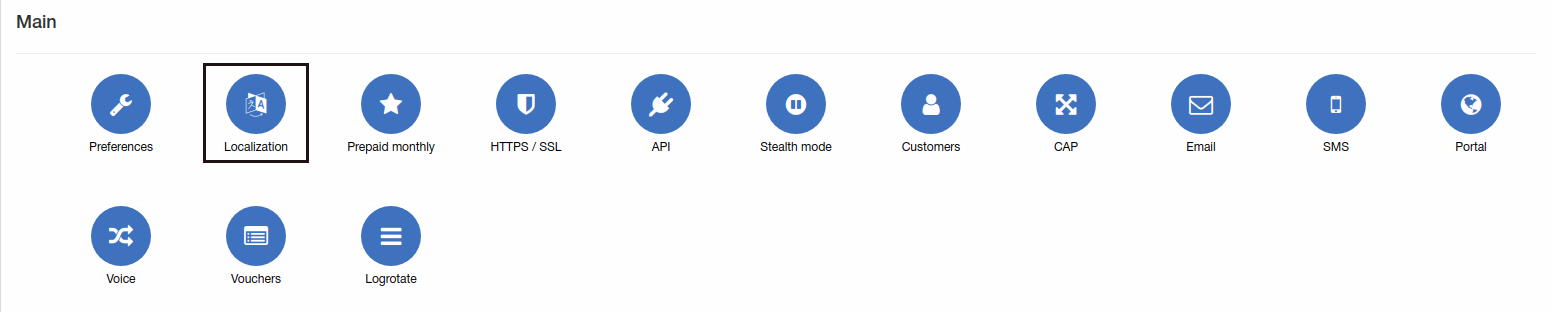 Main
Preferences
Localization
Prepaid monthly
HTTPS / SSL
API
Stealth mode
Customers
CAP
Email
SMS
Portal
Voice
Vouchers
Logrotate